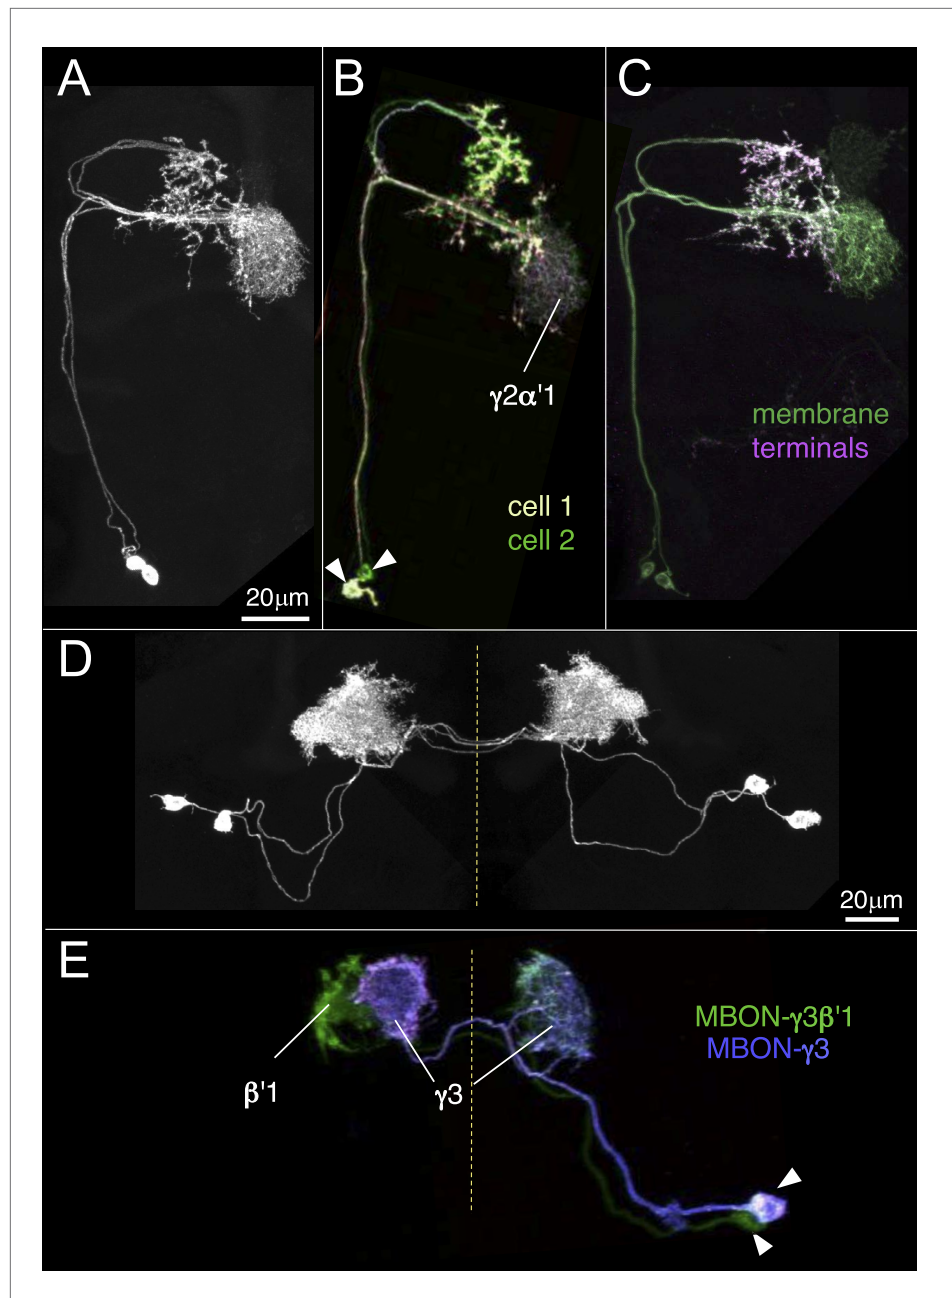 A
B
C
γ2α'1
membrane
terminals
cell 1
cell 2
20μm
D
20μm
E
MBON-γ3β'1
MBON-γ3
β'1
γ3